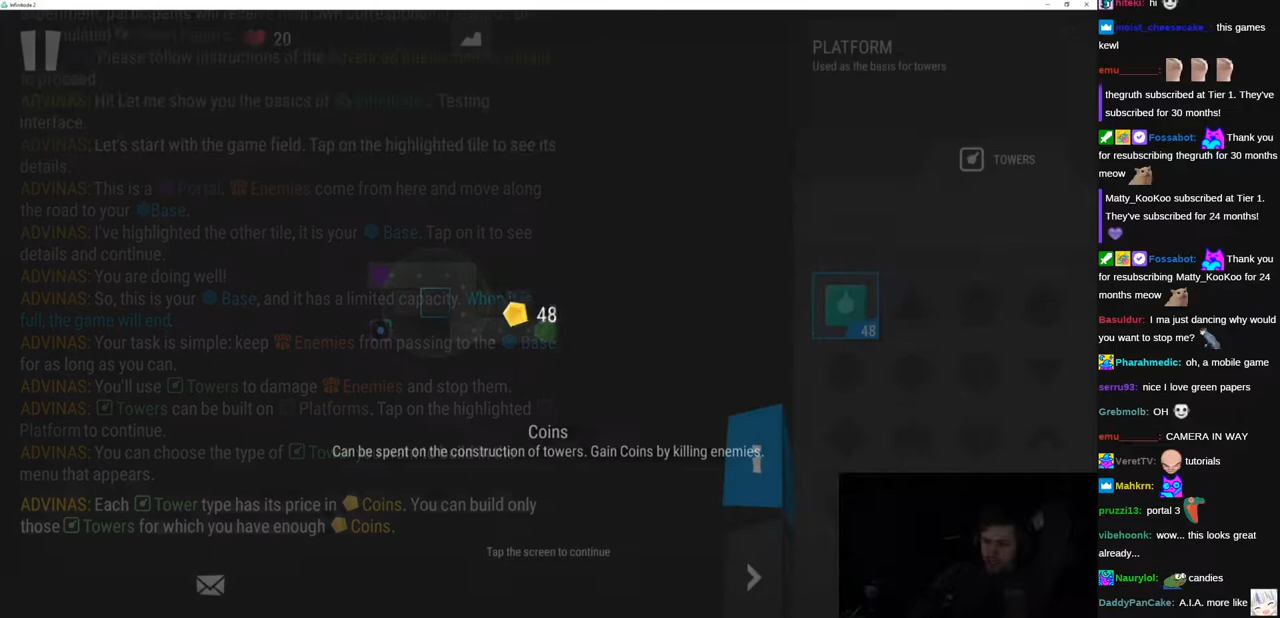 Infinitode 2
20
to proceed
ADVINAS: Hi! Let me show you the basics of Infinitode. Testing
interface.
ADVINAS: Let's start with the game field. Tap on the highlighted tile to see its
details.
ADVINAS: This is a Portal. Enemies come from here and move along
the road to your Base.
ADVINAS: I've highlighted the other tile, it is your Base. Tap on it to see
details and continue.
ADVINAS: You are doing well!
ADVINAS: So, this is your Base, and it has a limited capacity. When
full, the game will end.
ADVINAS: Your task is simple: keep Enemies from passing to the Base
for as long as you can.
ADVINAS: You'll use Towers to damage Enemies and stop them.
ADVINAS: Towers can be built on Platforms. Tap on the highlighted
Platform to continue.
ADVINAS: You can choose the type of
menu that appears.
ADVINAS: Each Tower type has its price in Coins. You can build only
those Towers for which you have enough Coins.
48
Coins
Can be spent on the construction of towers. Gain Coins by killing enemies.
Tap the screen to continue
PLATFORM
Used as the basis for towers
TOWERS
48
hiteki: hi
moist_cheesecake_: this games
kewl
emu_______:
thegruth subscribed at Tier 1. They've
subscribed for 30 months!
Fossabot: Thank you
for resubscribing thegruth for 30 months
meow
Matty_KooKoo subscribed at Tier 1.
They've subscribed for 24 months!
Fossabot: Thank you
for resubscribing Matty_KooKoo for 24
months meow
Basuldur: I ma just dancing why would
you want to stop me?
Pharahmedic: oh, a mobile game
serru93: nice I love green papers
Grebmolb: OH
emu_______: CAMERA IN WAY
VeretTV: tutorials
Mahkrn:
pruzzi13: portal 3
vibehoonk: wow... this looks great
already...
Naurylol: candies
DaddyPanCake: A.I.A. more like